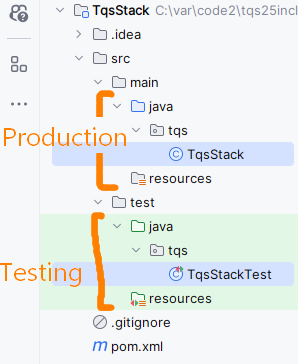 TqsStack C:\var\code2\tqs25incl
.idea
src
main
java
Production
tqs
TqsStack
resources
test
java
tqs
Testing
TqsStackTest
resources
.gitignore
m pom.xml